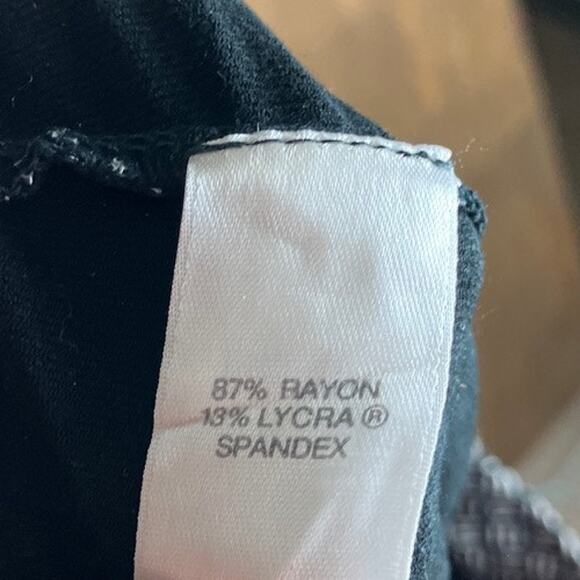 87% RAYON
13% LYCRA ®
SPANDEX